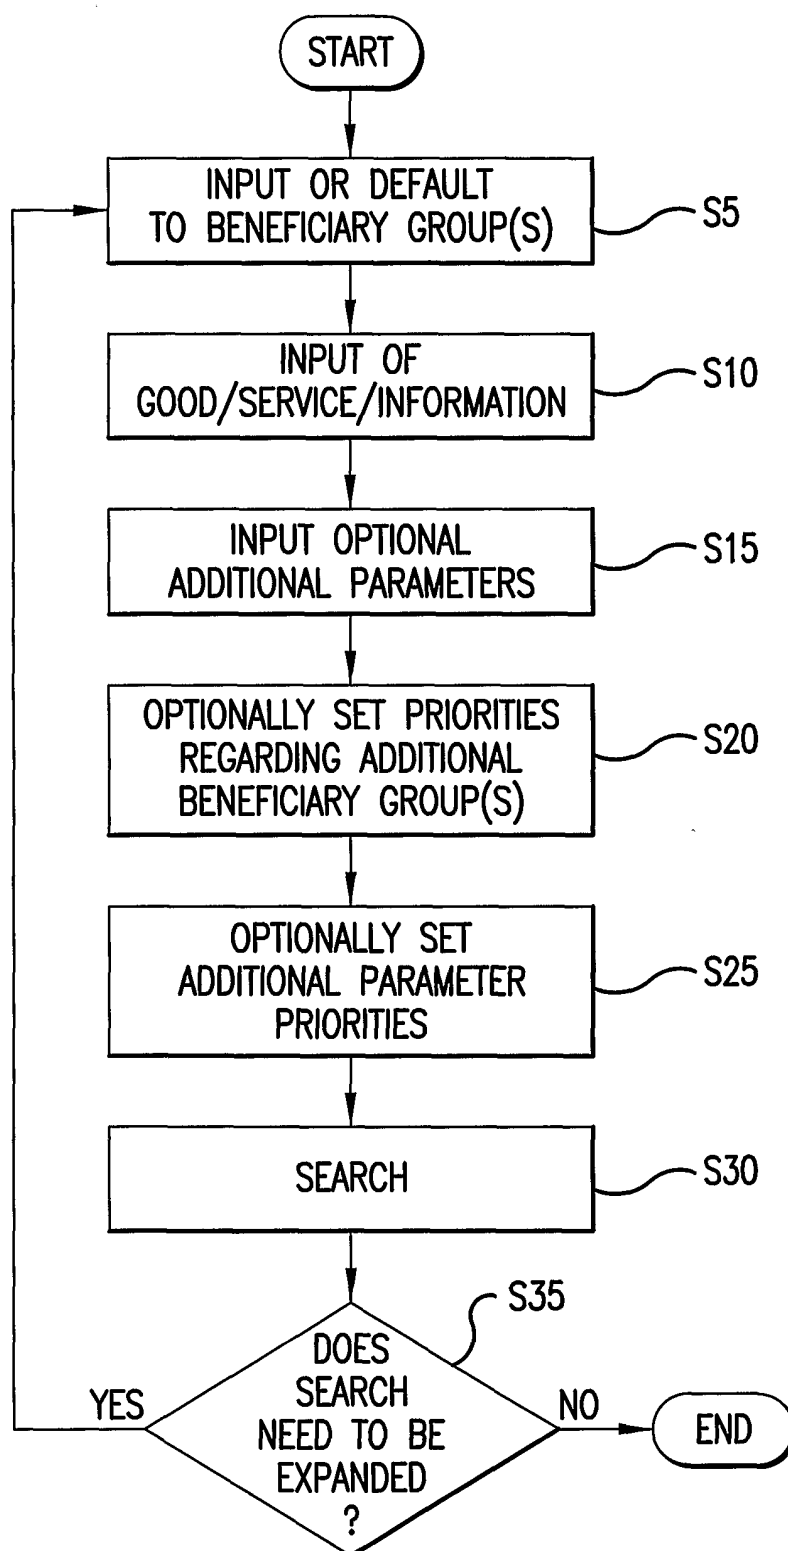 START
INPUT OR DEFAULT
TO BENEFICIARY GROUP(S)
S5
INPUT OF
GOOD/SERVICE/INFORMATION
S10
INPUT OPTIONAL
ADDITIONAL PARAMETERS
S15
OPTIONALLY SET PRIORITIES
REGARDING ADDITIONAL
BENEFICIARY GROUP(S)
S20
OPTIONALLY SET
ADDITIONAL PARAMETER
PRIORITIES
S25
SEARCH
S30
S35
DOES
SEARCH
NEED TO BE
EXPANDED
?
YES
NO
END